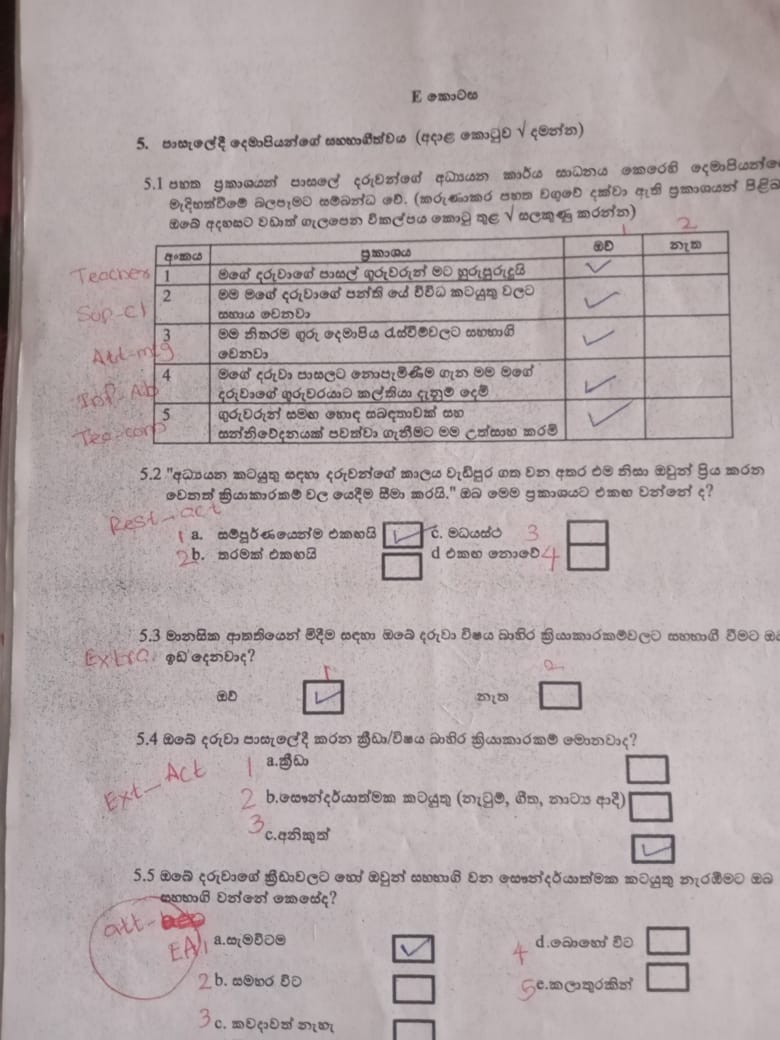 E කොටස
5. පාසැලේදී දෙමාපියන්ගේ සහභාගීත්වය (අදාළ කොටුව √ දමන්න)
5.1 පහත ප්‍රකාශයන් පාසලේ දරුවන්ගේ අධ්‍යයන කාර්ය සාධනය කෙරෙහි දෙමාපියන්ගේ
මැදිහත්වීමේ බලපෑමට සම්බන්ධ වේ. (කරුණාකර පහත වගුවේ දක්වා ඇති ප්‍රකාශයන් පිළිබ
ඔබේ අදහසට වඩාත් ගැලපෙන විකල්පය කොටු තුළ √ සලකුණු කරන්න)
1 2
අංකය ප්‍රකාශය ඔව් නැත
Teacher 1 මගේ දරුවාගේ පාසල් ගුරුවරුන් මට හුරුපුරුදුයි
Sup-cl 2 මම මගේ දරුවාගේ පන්ති යේ විවිධ කටයුතු වලට
සහාය වෙනවා
Att-mtg 3 මම නිතරම ගුරු දෙමාපිය රැස්වීම්වලට සහභාගි
වෙනවා
Inf-Ab 4 මගේ දරුවා පාසලට නොපැමිණීම ගැන මම මගේ
දරුවාගේ ගුරුවරයාට කල්තියා දැනුම් දෙමි
5 ගුරුවරුන් සමඟ හොඳ සබඳතාවක් සහ
සන්නිවේදනයක් පවත්වා ගැනීමට මම උත්සාහ කරමි
5.2 "අධ්‍යයන කටයුතු සඳහා දරුවන්ගේ කාලය වැඩිපුර ගත වන අතර එම නිසා ඔවුන් ප්‍රිය කරන
වෙනත් ක්‍රියාකාරකම් වල යෙදීම සීමා කරයි." ඔබ මෙම ප්‍රකාශයට එකඟ වන්නේ ද?
Rest-act
1 a. සම්පූර්ණයෙන්ම එකඟයි c. මධ්‍යස්ථ 3
2 b. තරමක් එකඟයි d එකඟ නොවේ 4
5.3 මානසික ආතතියෙන් මිදීම සඳහා ඔබේ දරුවා විෂය බාහිර ක්‍රියාකාරකම්වලට සහභාගී වීමට ඔබ
Extra. ඉඩ දෙනවාද?
1 2
ඔව් නැත
5.4 ඔබේ දරුවා පාසැලේදී කරන ක්‍රීඩා/විෂය බාහිර ක්‍රියාකාරකම් මොනවාද?
Ext-Act 1 a.ක්‍රීඩා
2 b.සෞන්දර්යාත්මක කටයුතු (නැටුම්, ගීත, නාට්‍ය ආදී)
3 c.අනිකුත්
5.5 ඔබේ දරුවාගේ ක්‍රීඩාවලට හෝ ඔවුන් සහභාගි වන සෞන්දර්යාත්මක කටයුතු නැරඹීමට ඔබ
සහභාගි වන්නේ කෙසේද?
att-
EA 1 a.සැමවිටම 4 d.බොහෝ විට
2 b. සමහර විට 5 e.කලාතුරකින්
3 c. කවදාවත් නැහැ